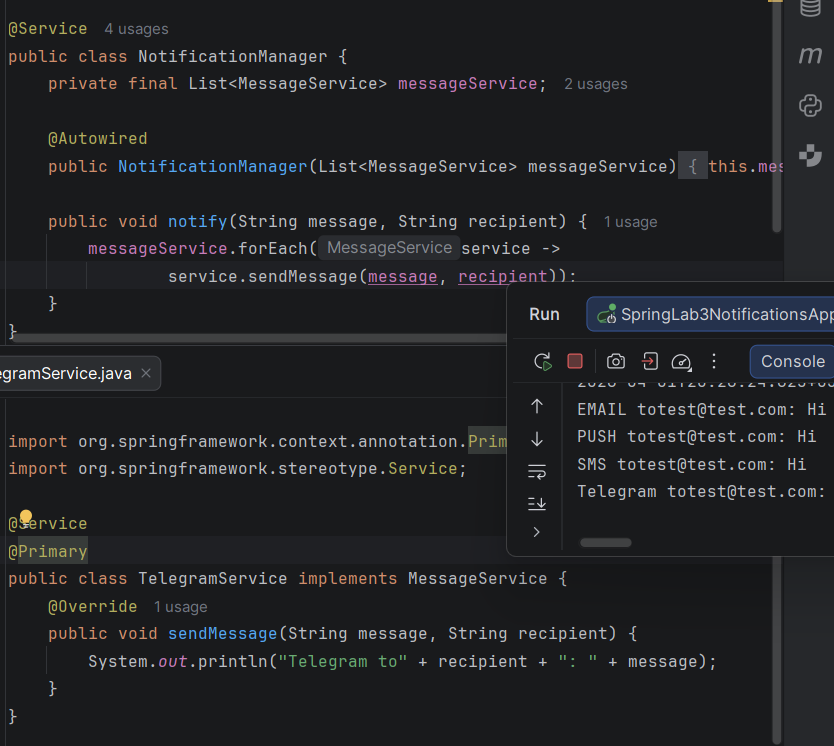 @Service 4 usages
public class NotificationManager {
private final List<MessageService> messageService; 2 usages
@Autowired
public NotificationManager(List<MessageService> messageService) { this.mes
public void notify(String message, String recipient) { 1 usage
messageService.forEach( MessageService service ->
service.sendMessage(message, recipient));
}
}
Run SpringLab3NotificationsApp
Console
EMAIL totest@test.com: Hi
PUSH totest@test.com: Hi
SMS totest@test.com: Hi
Telegram totest@test.com:
egramService.java
import org.springframework.context.annotation.Prim
import org.springframework.stereotype.Service;
@Service
@Primary
public class TelegramService implements MessageService {
@Override 1 usage
public void sendMessage(String message, String recipient) {
System.out.println("Telegram to" + recipient + ": " + message);
}
}